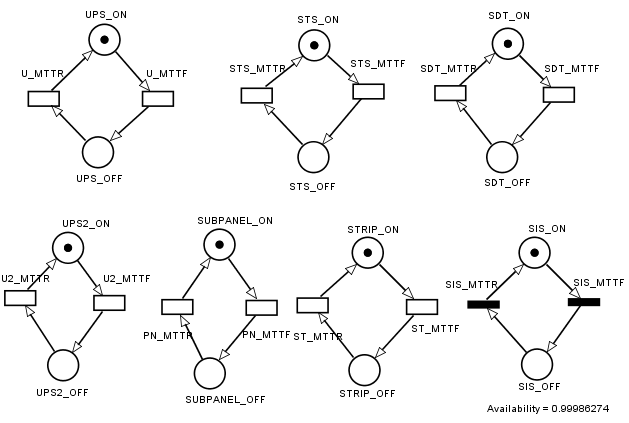 UPS_ON
U_MTTR
U_MTTF
UPS_OFF
STS_ON
STS_MTTR
STS_MTTF
STS_OFF
SDT_ON
SDT_MTTR
SDT_MTTF
SDT_OFF
UPS2_ON
U2_MTTR
U2_MTTF
UPS2_OFF
SUBPANEL_ON
PN_MTTR
PN_MTTF
SUBPANEL_OFF
STRIP_ON
ST_MTTR
ST_MTTF
STRIP_OFF
SIS_ON
SIS_MTTR
SIS_MTTF
SIS_OFF
Availability = 0.99986274